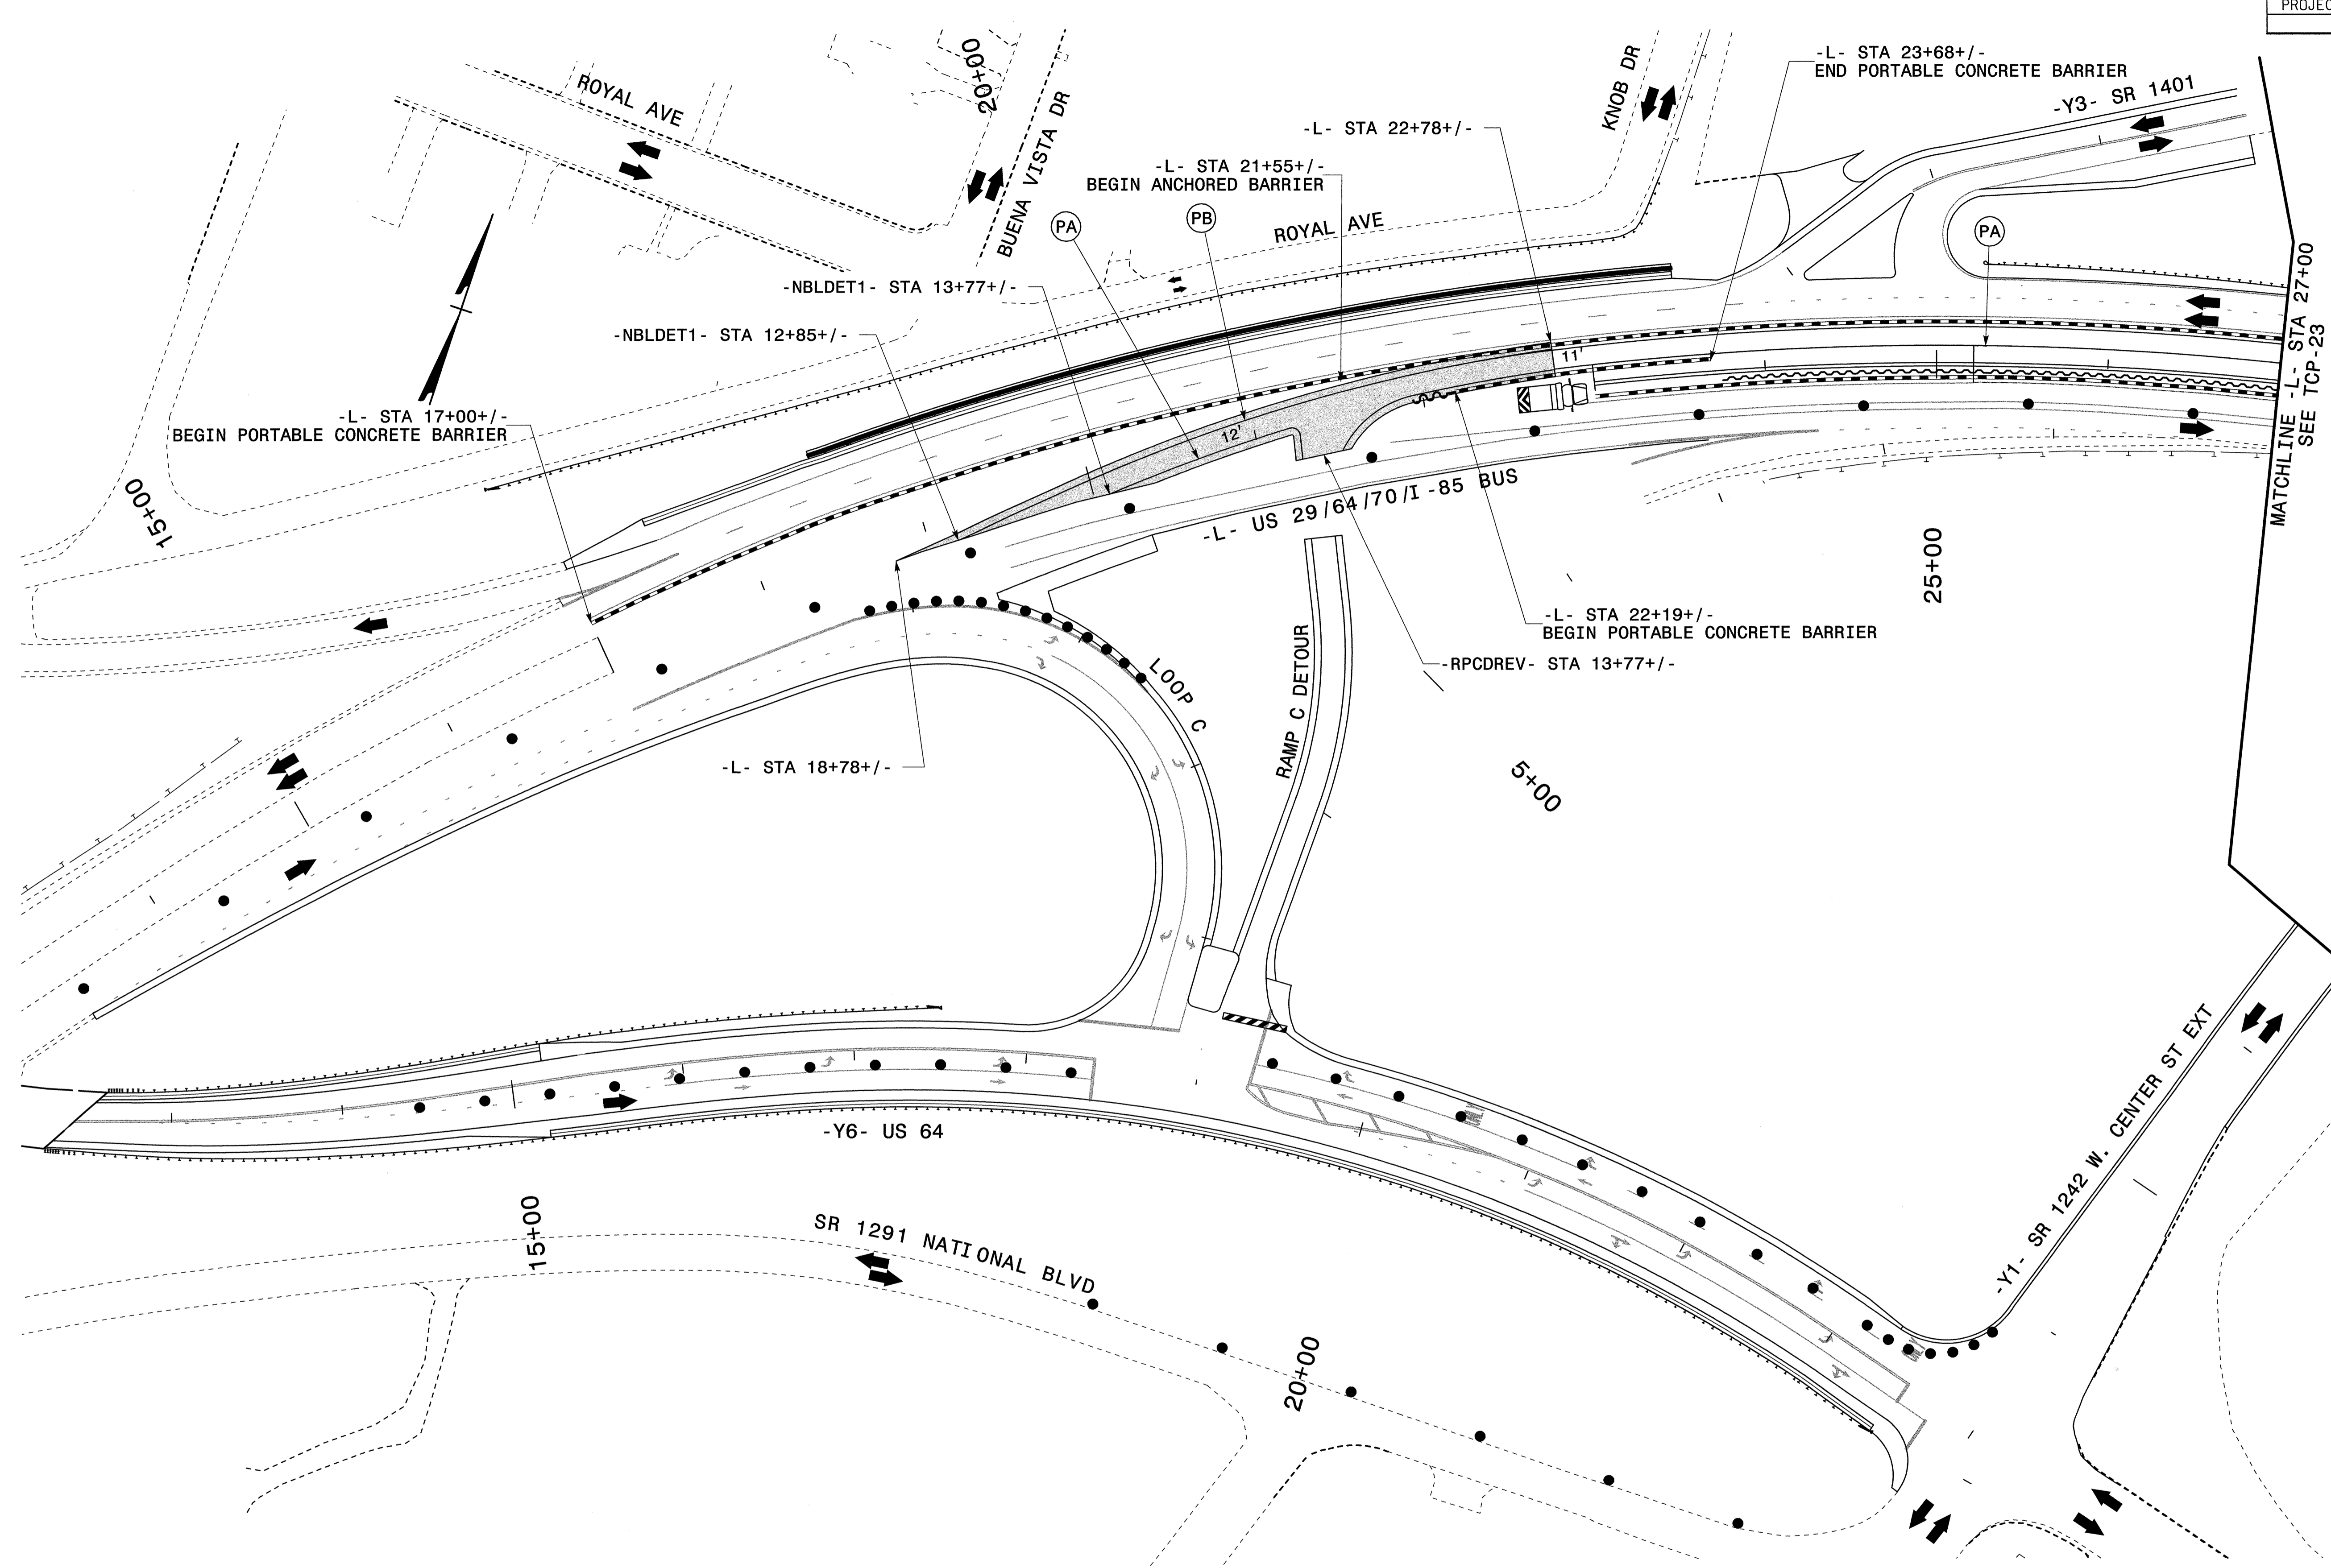 PROJEC
-L- STA 23+68+/-
END PORTABLE CONCRETE BARRIER
-Y3- SR 1401
ROYAL AVE
20+00
BUENA VISTA DR
KNOB DR
-L- STA 22+78+/-
-L- STA 21+55+/-
BEGIN ANCHORED BARRIER
PA
PB
ROYAL AVE
PA
-NBLDET1- STA 13+77+/-
-NBLDET1- STA 12+85+/-
11'
12'
MATCHLINE -L- STA 27+00
SEE TCP-23
-L- STA 17+00+/-
BEGIN PORTABLE CONCRETE BARRIER
15+00
-L- US 29/64/70/I-85 BUS
25+00
-L- STA 22+19+/-
BEGIN PORTABLE CONCRETE BARRIER
-RPCDREV- STA 13+77+/-
LOOP C
RAMP C DETOUR
-L- STA 18+78+/-
5+00
-Y6- US 64
ONLY
ONLY
-Y1- SR 1242 W. CENTER ST EXT
15+00
SR 1291 NATIONAL BLVD
20+00